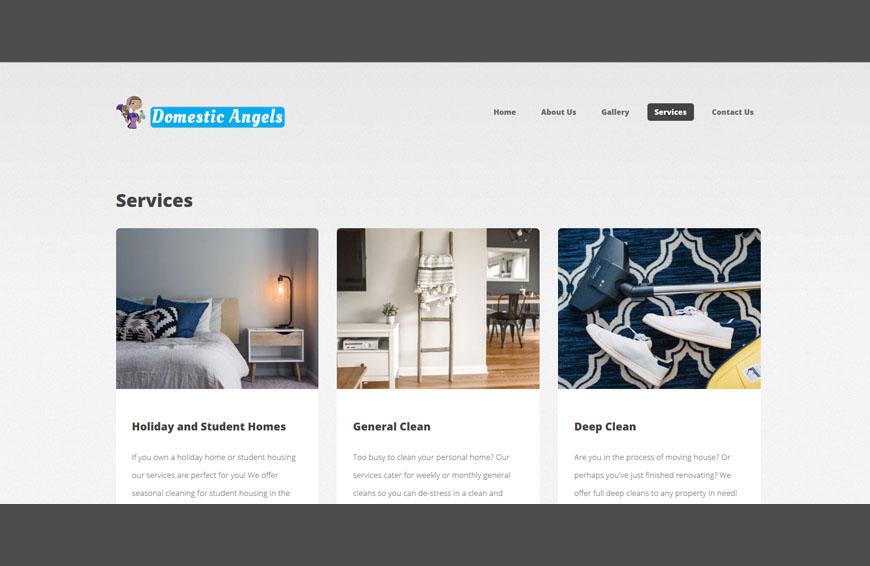 Domestic Angels
Home
About Us
Gallery
Services
Contact Us
Services
Holiday and Student Homes
If you own a holiday home or student housing
our services are perfect for you! We offer
seasonal cleaning for student housing in the
General Clean
Too busy to clean your personal home? Our
services cater for weekly or monthly general
cleans so you can de-stress in a clean and
Deep Clean
Are you in the process of moving house? Or
perhaps you've just finished renovating? We
offer full deep cleans to any property in need!